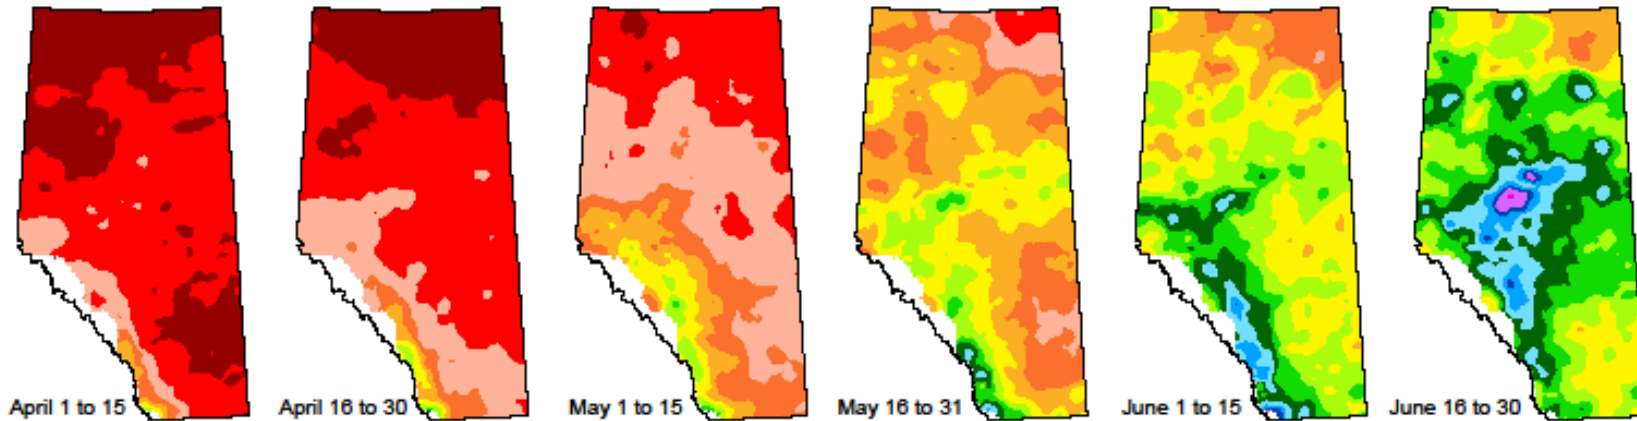 April 1 to 15
April 16 to 30
May 1 to 15
May 16 to 31
June 1 to 15
June 16 to 30